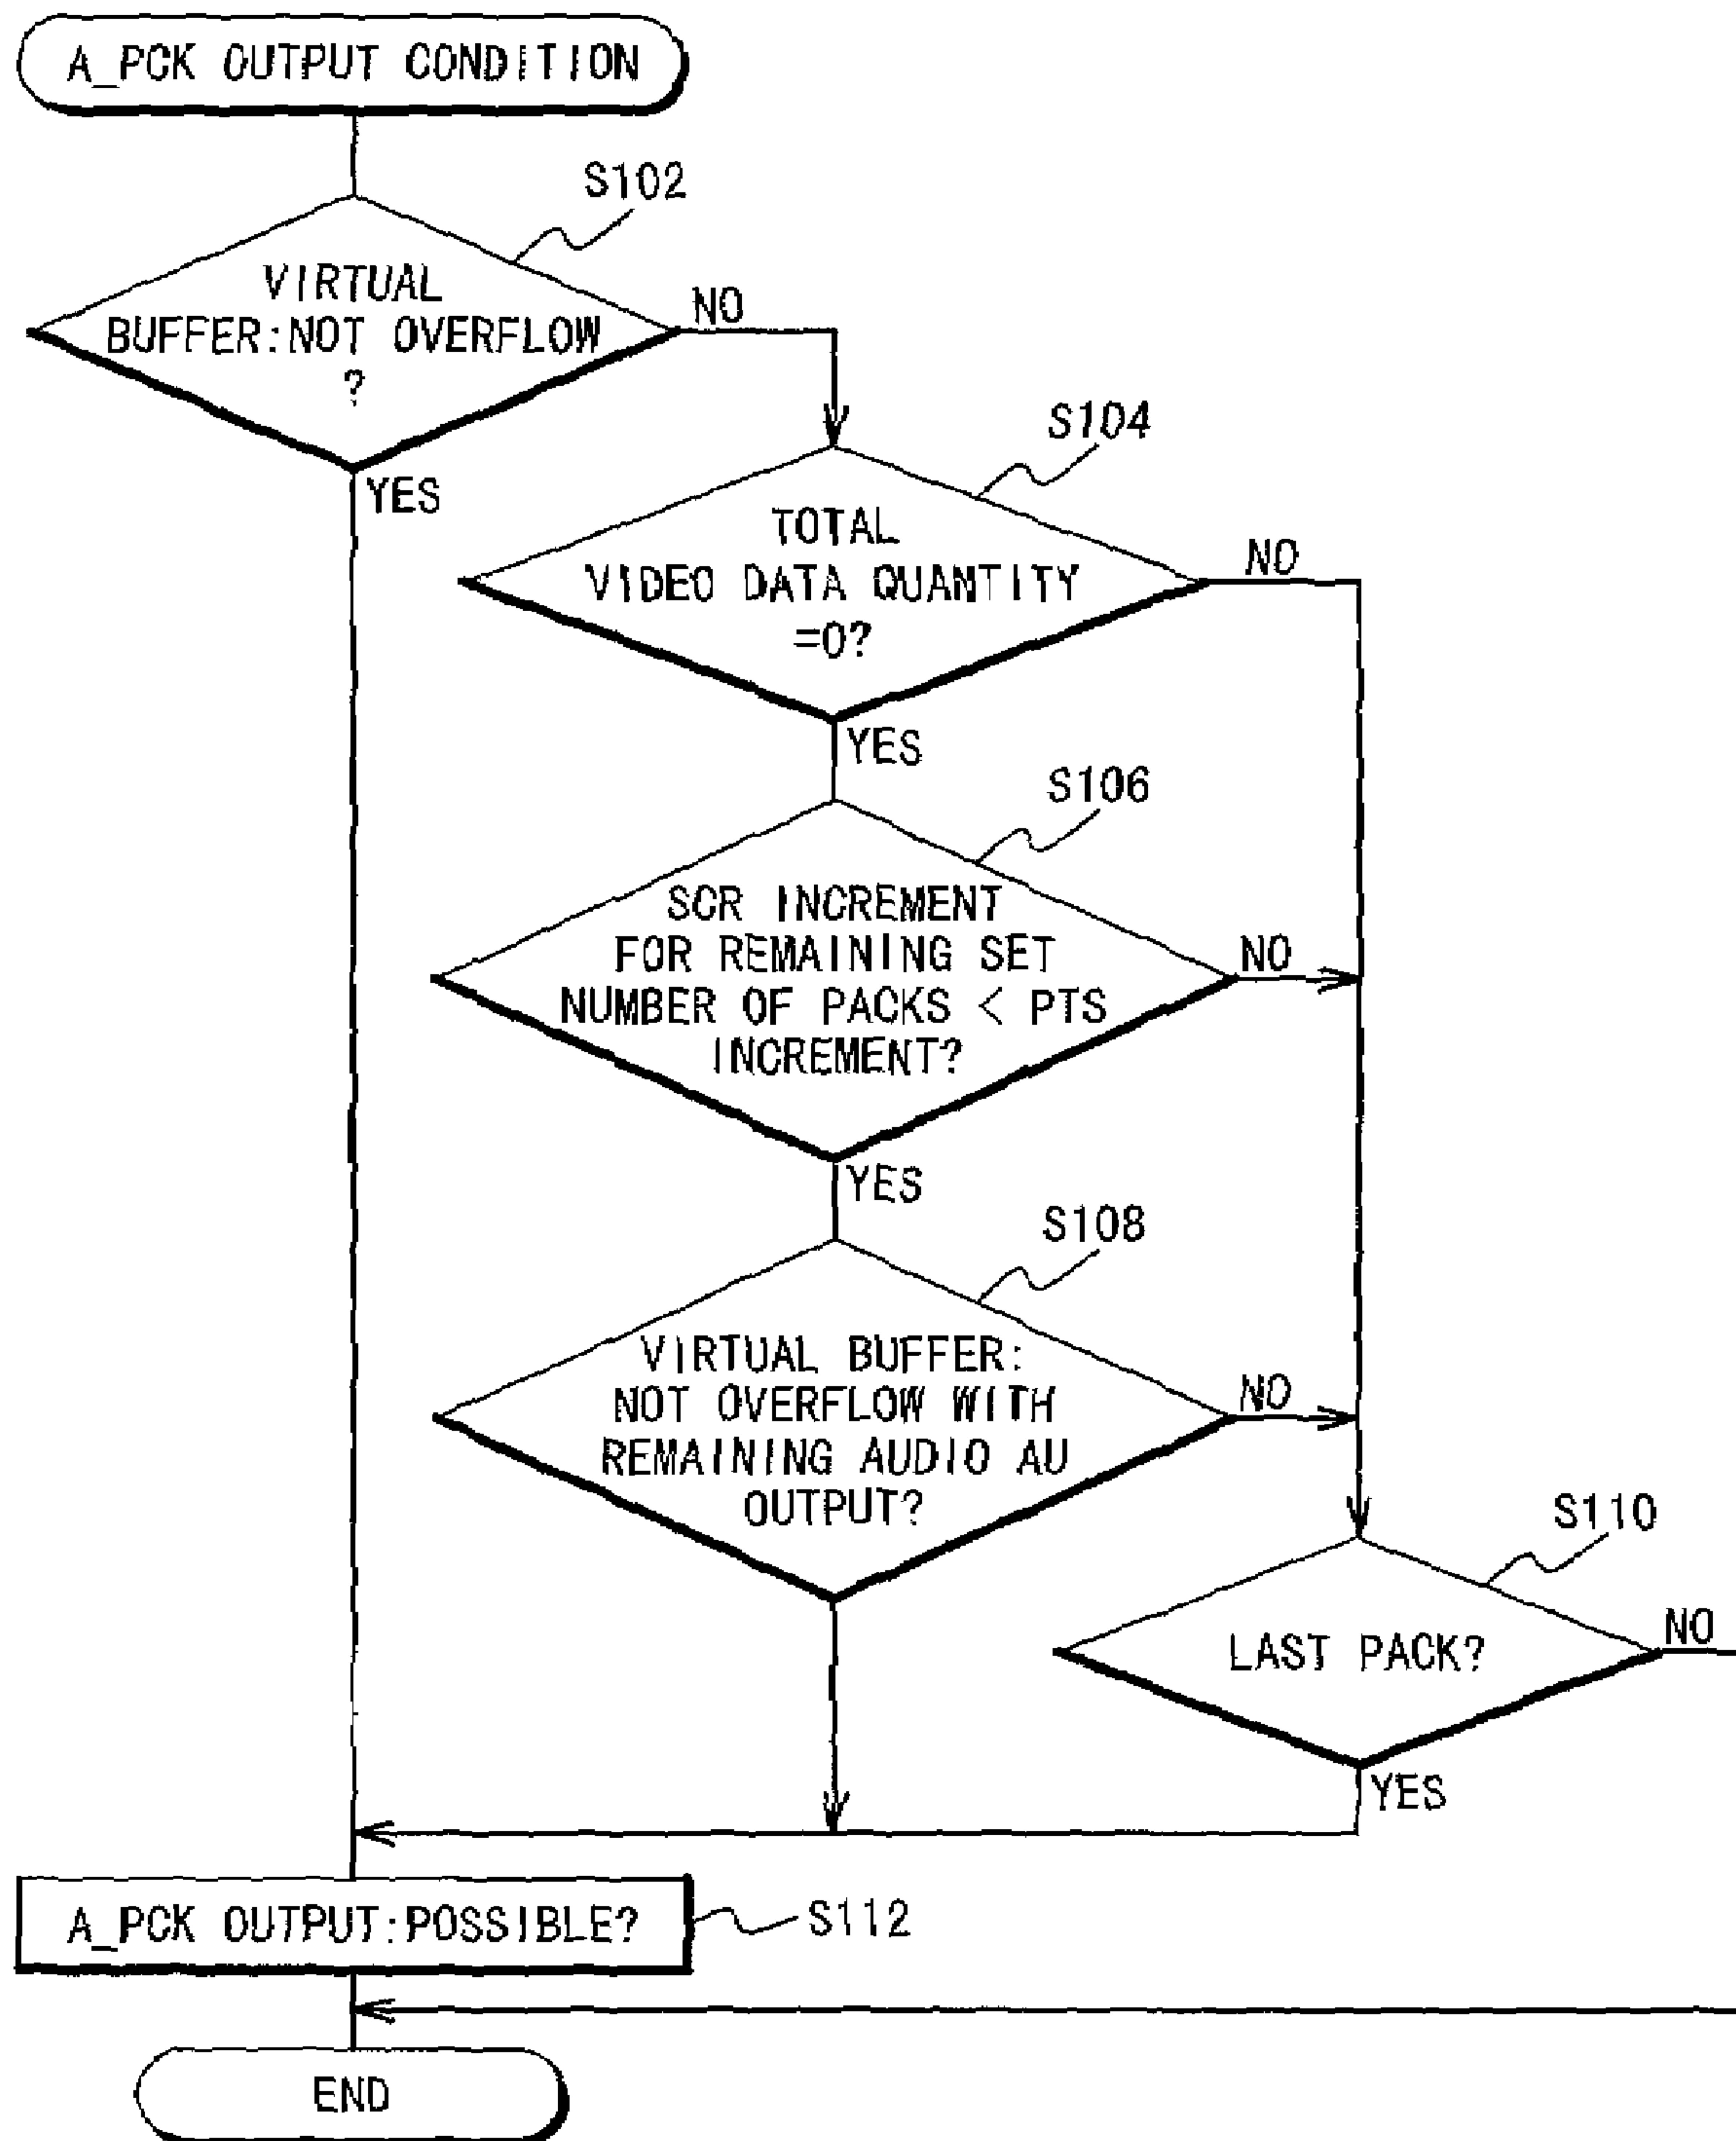 A_PCK OUTPUT CONDITION
S102
VIRTUAL
BUFFER:NOT OVERFLOW
?
NO
YES
S104
TOTAL
VIDEO DATA QUANTITY
=0?
NO
YES
S106
SCR INCREMENT
FOR REMAINING SET
NUMBER OF PACKS < PTS
INCREMENT?
NO
YES
S108
VIRTUAL BUFFER:
NOT OVERFLOW WITH
REMAINING AUDIO AU
OUTPUT?
NO
S110
LAST PACK?
NO
YES
A_PCK OUTPUT:POSSIBLE?
S112
END